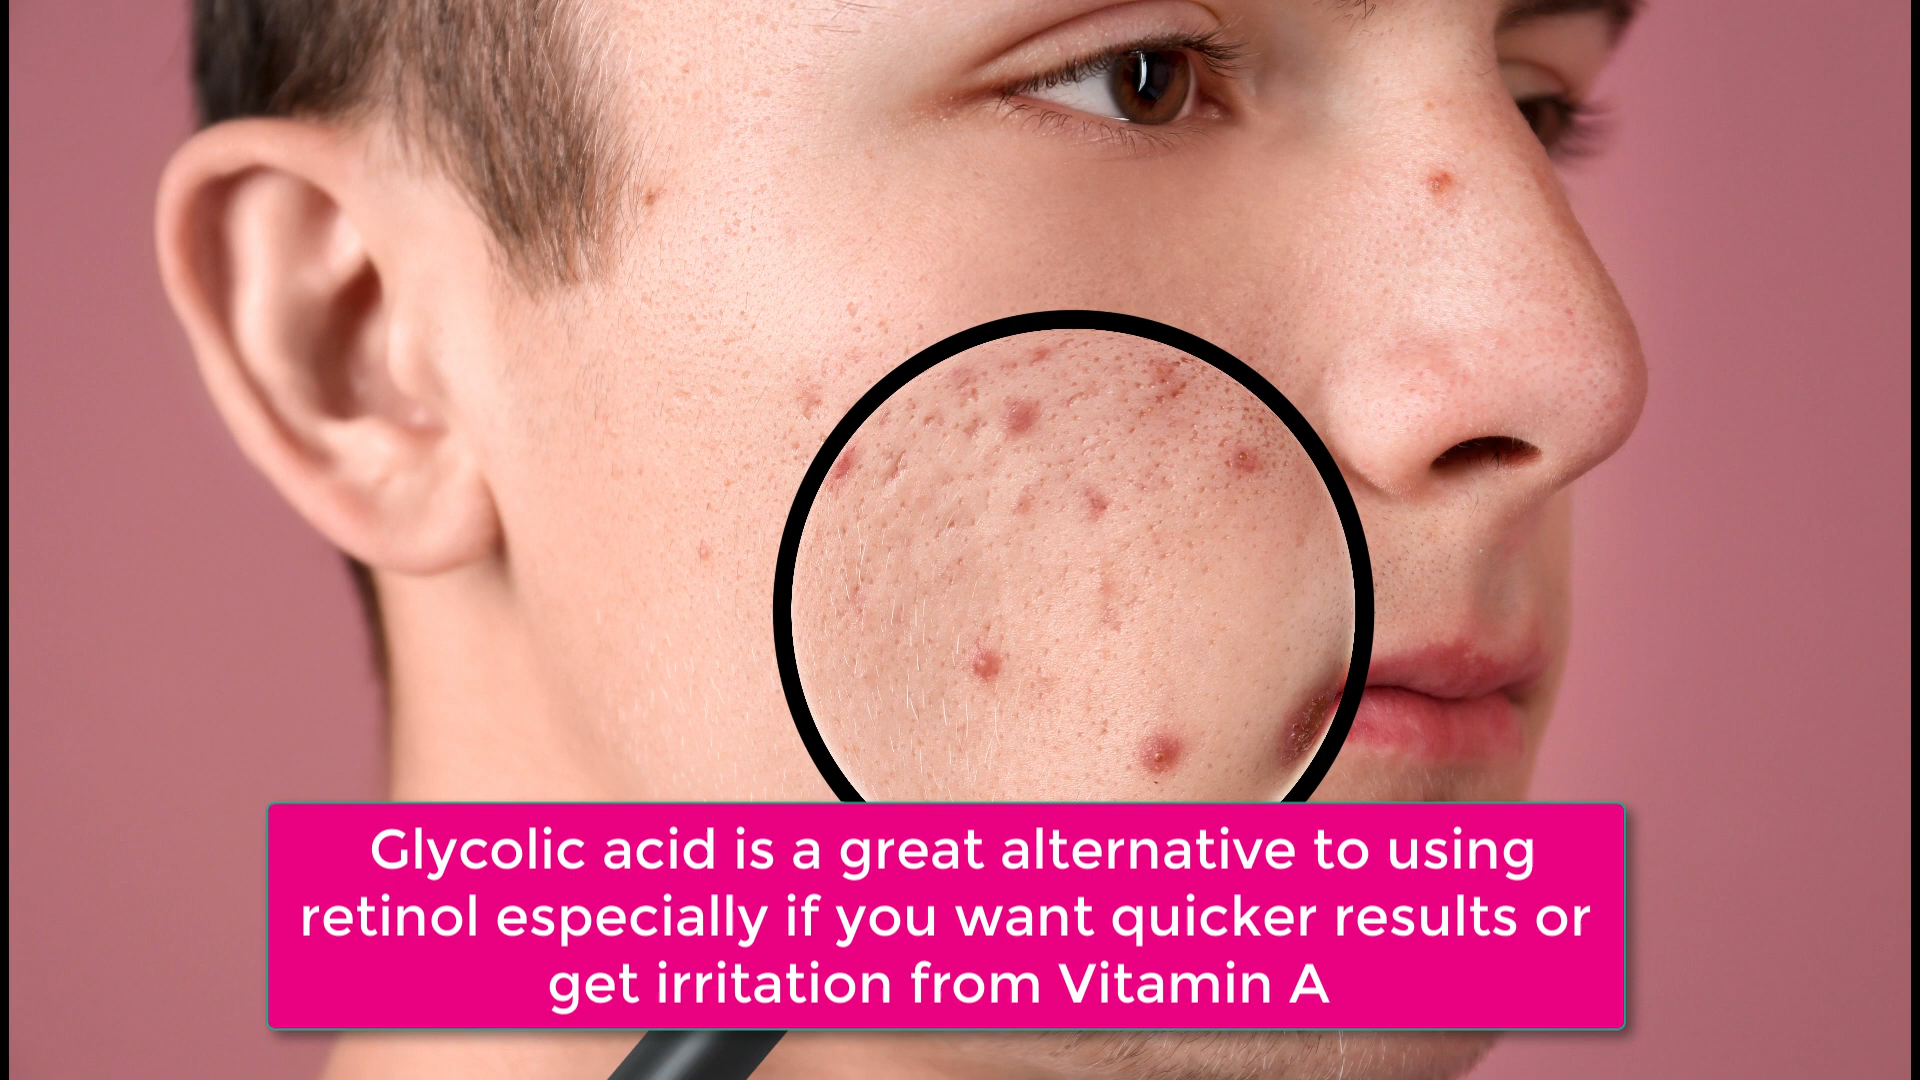 Glycolic acid is a great alternative to using
retinol especially if you want quicker results or
get irritation from Vitamin A